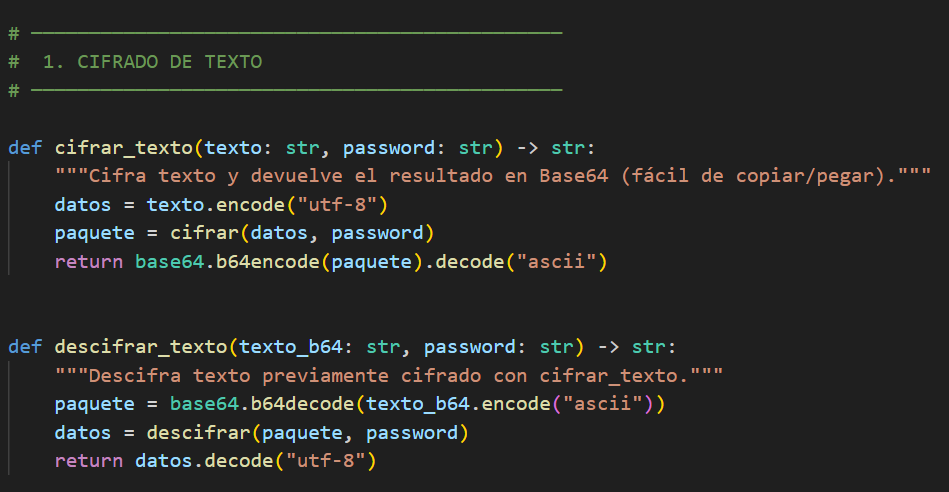 # ──────────────────────────────────────────────
#  1. CIFRADO DE TEXTO
# ──────────────────────────────────────────────
def cifrar_texto(texto: str, password: str) -> str:
    """Cifra texto y devuelve el resultado en Base64 (fácil de copiar/pegar)."""
    datos = texto.encode("utf-8")
    paquete = cifrar(datos, password)
    return base64.b64encode(paquete).decode("ascii")
def descifrar_texto(texto_b64: str, password: str) -> str:
    """Descifra texto previamente cifrado con cifrar_texto."""
    paquete = base64.b64decode(texto_b64.encode("ascii"))
    datos = descifrar(paquete, password)
    return datos.decode("utf-8")